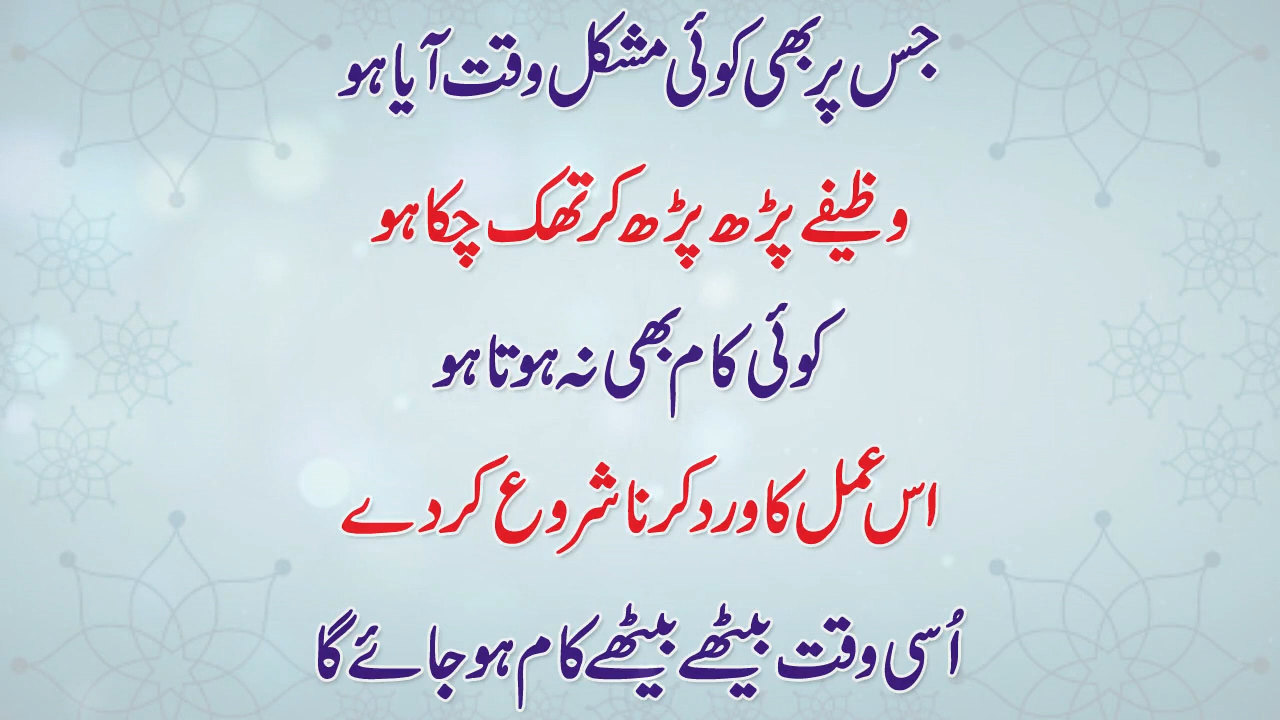 جس پر بھی کوئی مشکل وقت آیا ہو
وظیفے پڑھ پڑھ کر تھک چکا ہو
کوئی کام بھی نہ ہوتا ہو
اس عمل کا ورد کرنا شروع کر دے
اُسی وقت بیٹھے بیٹھے کام ہو جائے گا